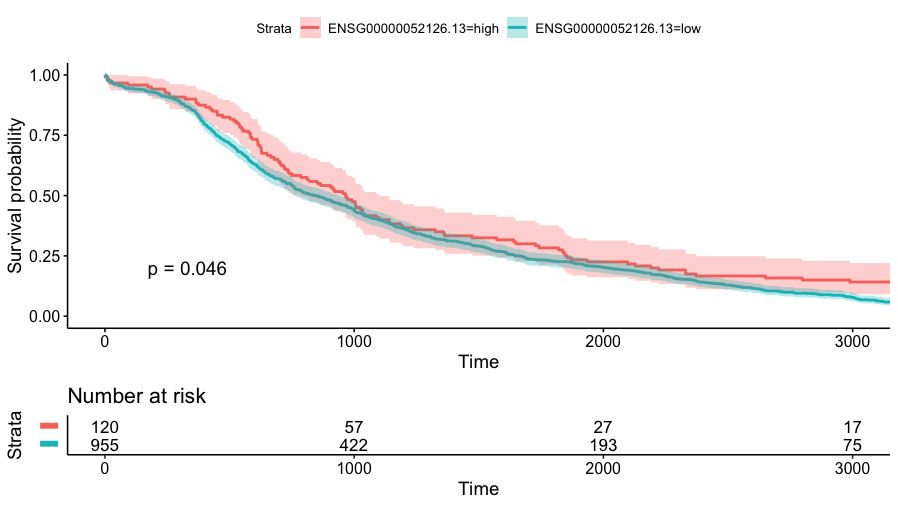 Strata ENSG00000052126.13=high ENSG00000052126.13=low
Survival probability
1.00
0.75
0.50
0.25
0.00
p = 0.046
0 1000 2000 3000
Time
Number at risk
Strata
120 57 27 17
955 422 193 75
0 1000 2000 3000
Time